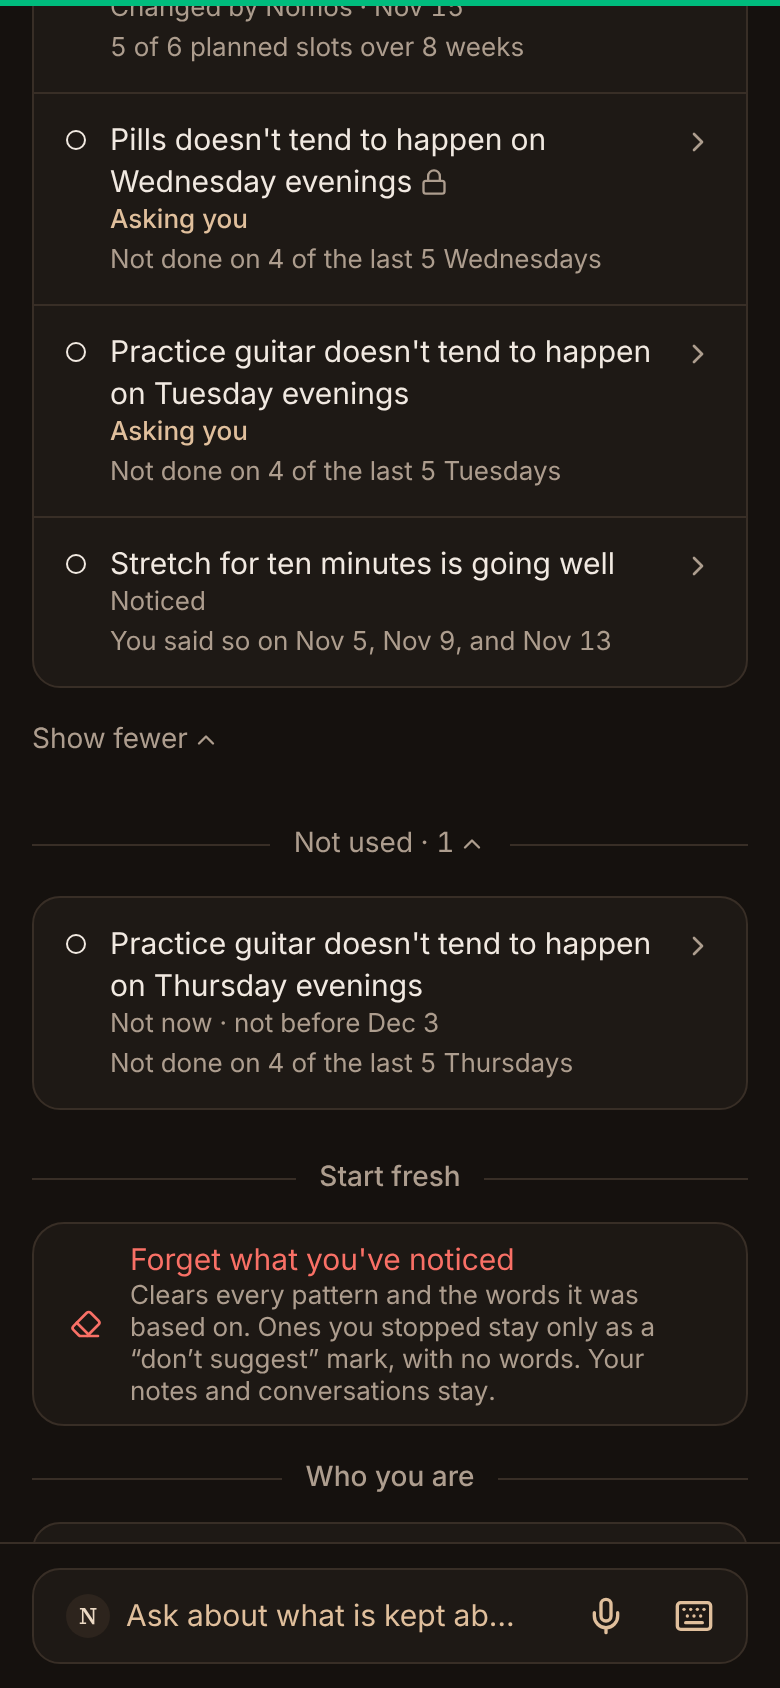 Changed by Nomos · Nov 15
5 of 6 planned slots over 8 weeks
Pills doesn't tend to happen on
Wednesday evenings
Asking you
Not done on 4 of the last 5 Wednesdays
Practice guitar doesn't tend to happen
on Tuesday evenings
Asking you
Not done on 4 of the last 5 Tuesdays
Stretch for ten minutes is going well
Noticed
You said so on Nov 5, Nov 9, and Nov 13
Show fewer
Not used · 1
Practice guitar doesn't tend to happen
on Thursday evenings
Not now · not before Dec 3
Not done on 4 of the last 5 Thursdays
Start fresh
Forget what you've noticed
Clears every pattern and the words it was
based on. Ones you stopped stay only as a
“don’t suggest” mark, with no words. Your
notes and conversations stay.
Who you are
N Ask about what is kept ab...